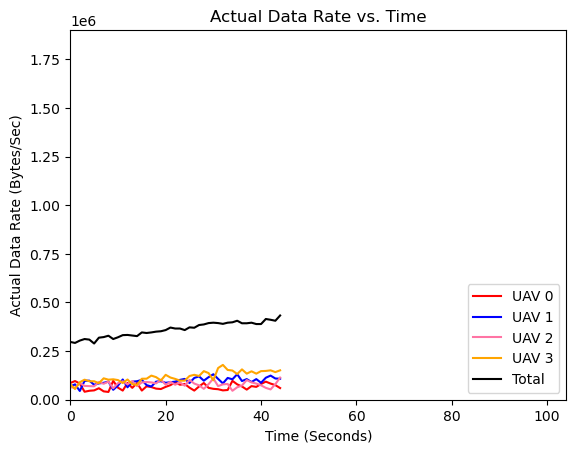 Actual Data Rate vs. Time
1e6
Actual Data Rate (Bytes/Sec)
1.75
1.50
1.25
1.00
0.75
0.50
0.25
0.00
0 20 40 60 80 100
Time (Seconds)
UAV 0
UAV 1
UAV 2
UAV 3
Total